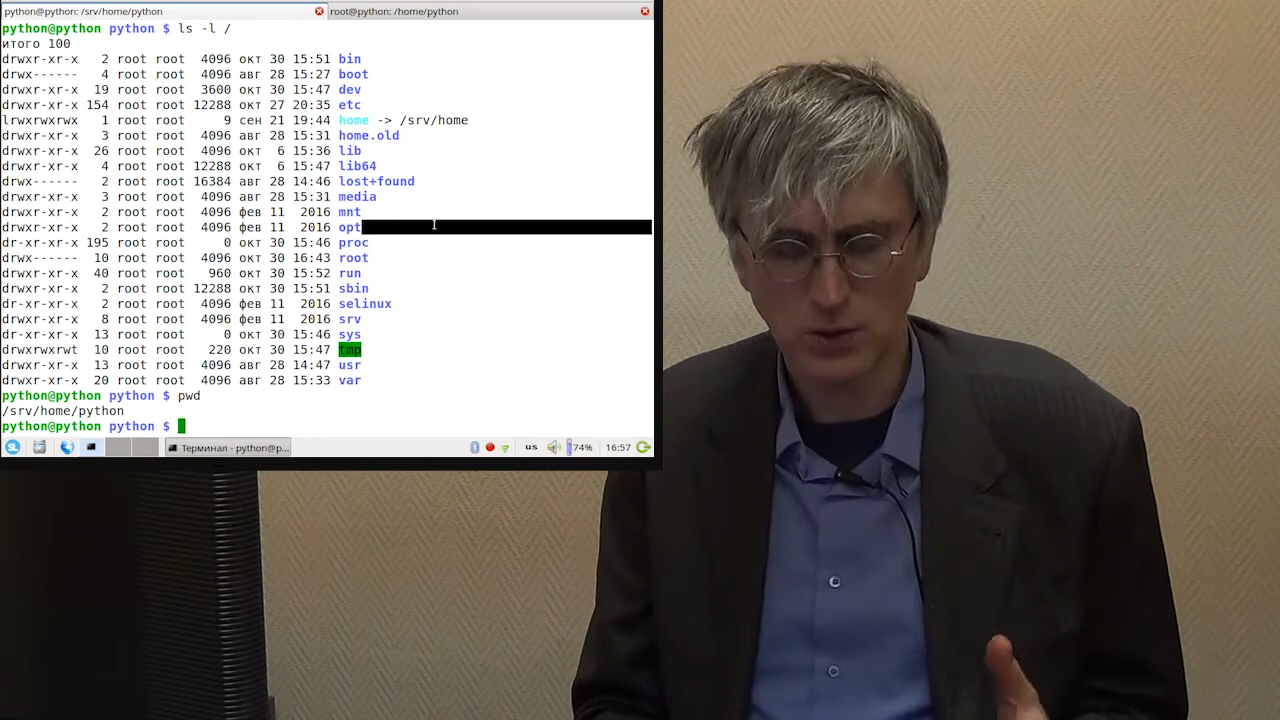 python@python: /srv/home/python root@python: /home/python
python@python python $ ls -l /
итого 100
drwxr-xr-x 2 root root 4096 окт 30 15:51 bin
drwx------ 4 root root 4096 авг 28 15:27 boot
drwxr-xr-x 19 root root 3600 окт 30 15:47 dev
drwxr-xr-x 154 root root 12288 окт 27 20:35 etc
lrwxrwxrwx 1 root root 9 сен 21 19:44 home -> /srv/home
drwxr-xr-x 3 root root 4096 авг 28 15:31 home.old
drwxr-xr-x 26 root root 4096 окт 6 15:36 lib
drwxr-xr-x 4 root root 12288 окт 6 15:47 lib64
drwx------ 2 root root 16384 авг 28 14:46 lost+found
drwxr-xr-x 3 root root 4096 авг 28 15:31 media
drwxr-xr-x 2 root root 4096 фев 11 2016 mnt
drwxr-xr-x 2 root root 4096 фев 11 2016 opt
dr-xr-xr-x 195 root root 0 окт 30 15:46 proc
drwx------ 10 root root 4096 окт 30 16:43 root
drwxr-xr-x 40 root root 960 окт 30 15:52 run
drwxr-xr-x 2 root root 12288 окт 30 15:51 sbin
dr-xr-xr-x 2 root root 4096 фев 11 2016 selinux
drwxr-xr-x 8 root root 4096 фев 11 2016 srv
dr-xr-xr-x 13 root root 0 окт 30 15:46 sys
drwxrwxrwt 10 root root 220 окт 30 15:47 tmp
drwxr-xr-x 13 root root 4096 авг 28 14:47 usr
drwxr-xr-x 20 root root 4096 авг 28 15:33 var
python@python python $ pwd
/srv/home/python
python@python python $
Терминал - python@p... us 74% 16:57